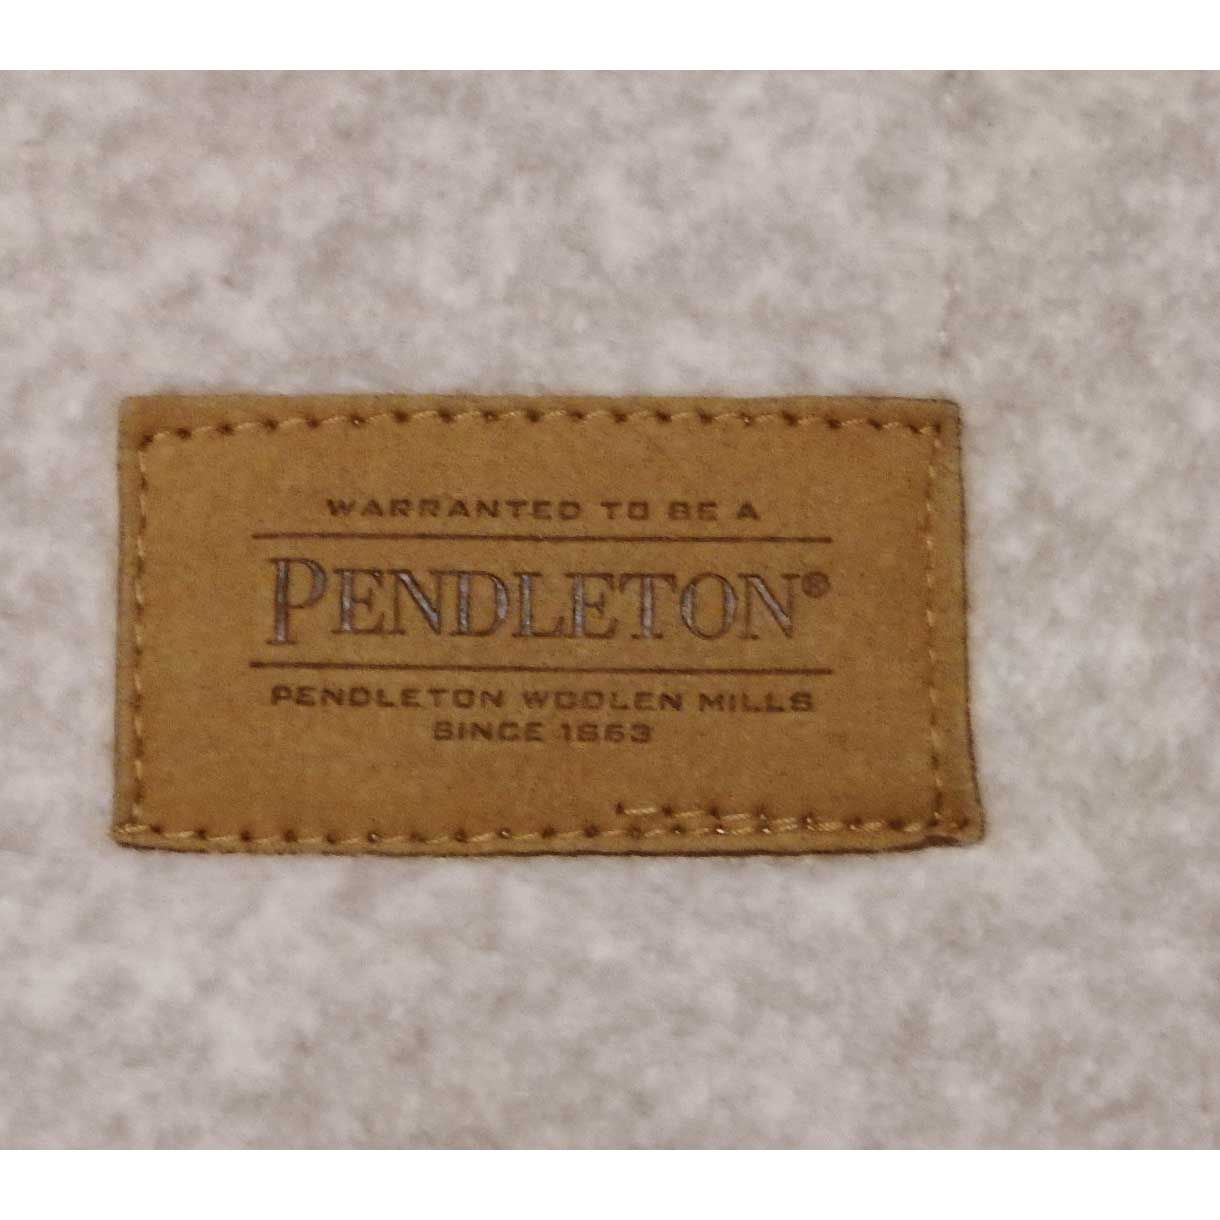 WARRANTED TO BE A
PENDLETON®
PENDLETON WOOLEN MILLS
SINCE 1863